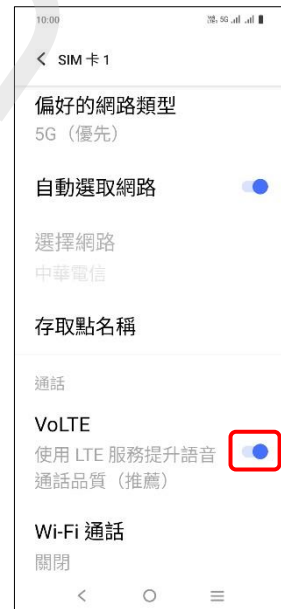 10:00 5G
SIM 卡 1
偏好的網路類型
5G（優先）
自動選取網路
選擇網路
中華電信
存取點名稱
通話
VoLTE
使用 LTE 服務提升語音
通話品質（推薦）
Wi-Fi 通話
關閉